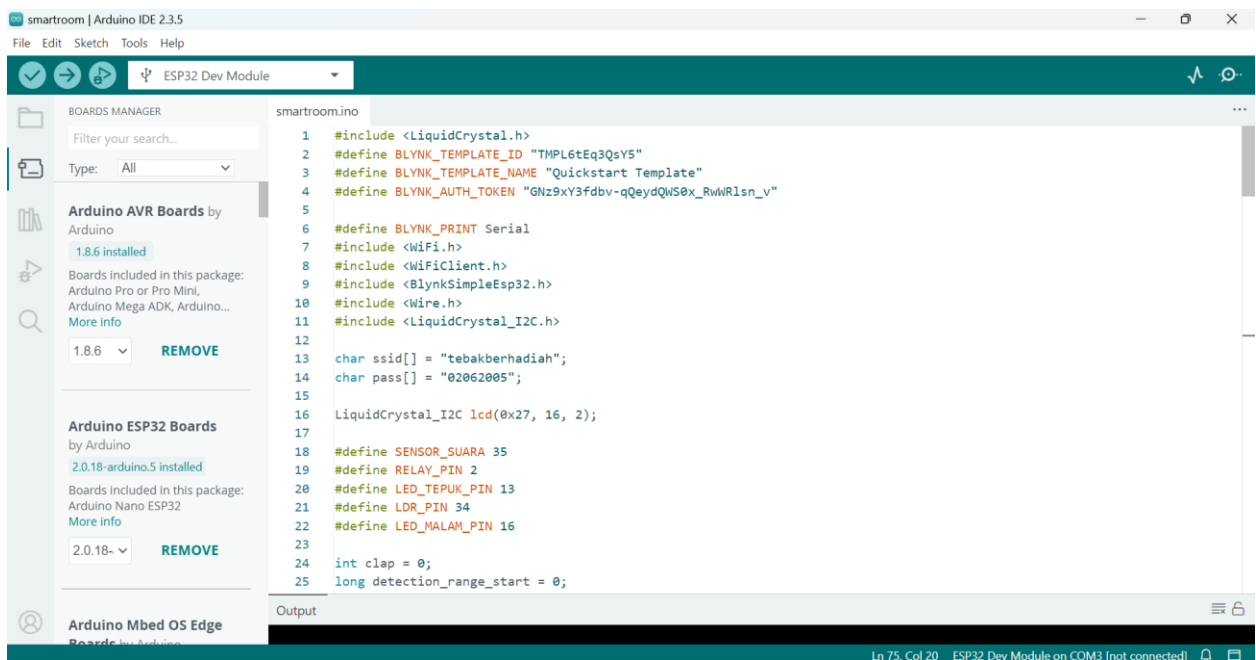 smartroom | Arduino IDE 2.3.5
File Edit Sketch Tools Help
ESP32 Dev Module
BOARDS MANAGER
Filter your search...
Type: All
Arduino AVR Boards by
Arduino
1.8.6 installed
Boards included in this package:
Arduino Pro or Pro Mini,
Arduino Mega ADK, Arduino...
More info
1.8.6 REMOVE
Arduino ESP32 Boards
by Arduino
2.0.18-arduino.5 installed
Boards included in this package:
Arduino Nano ESP32
More info
2.0.18- REMOVE
Arduino Mbed OS Edge
Boards by Arduino
smartroom.ino
1 #include <LiquidCrystal.h>
2 #define BLYNK_TEMPLATE_ID "TMPL6tEq3QsY5"
3 #define BLYNK_TEMPLATE_NAME "Quickstart Template"
4 #define BLYNK_AUTH_TOKEN "GNz9xY3fdbv-qQeydQWS0x_RwWRlsn_v"
5
6 #define BLYNK_PRINT Serial
7 #include <WiFi.h>
8 #include <WiFiClient.h>
9 #include <BlynkSimpleEsp32.h>
10 #include <Wire.h>
11 #include <LiquidCrystal_I2C.h>
12
13 char ssid[] = "tebakberhadiah";
14 char pass[] = "02062005";
15
16 LiquidCrystal_I2C lcd(0x27, 16, 2);
17
18 #define SENSOR_SUARA 35
19 #define RELAY_PIN 2
20 #define LED_TEPUK_PIN 13
21 #define LDR_PIN 34
22 #define LED_MALAM_PIN 16
23
24 int clap = 0;
25 long detection_range_start = 0;
Output
Ln 75, Col 20 ESP32 Dev Module on COM3 [not connected]